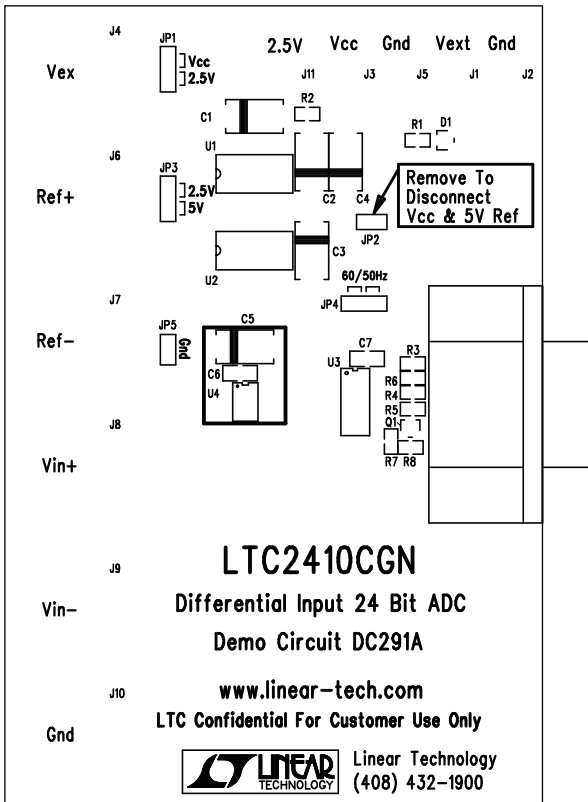 J4
JP1
2.5V Vcc Gnd Vext Gnd
Vex
Vcc
2.5V
J11 J3 J5 J1 J2
R2
C1
R1 D1
U1
J6
JP3
2.5V
5V
Ref+
C2 C4
Remove To
Disconnect
Vcc & 5V Ref
JP2
C3
U2
60/50Hz
J7
JP4
JP5
Gnd
Ref-
C5
C6
U4
U3
C7
R3
R6
R4
R5
Q1
R7 R8
J8
Vin+
LTC2410CGN
J9
Differential Input 24 Bit ADC
Vin-
Demo Circuit DC291A
J10
www.linear-tech.com
LTC Confidential For Customer Use Only
Gnd
LINEAR
TECHNOLOGY
Linear Technology
(408) 432-1900